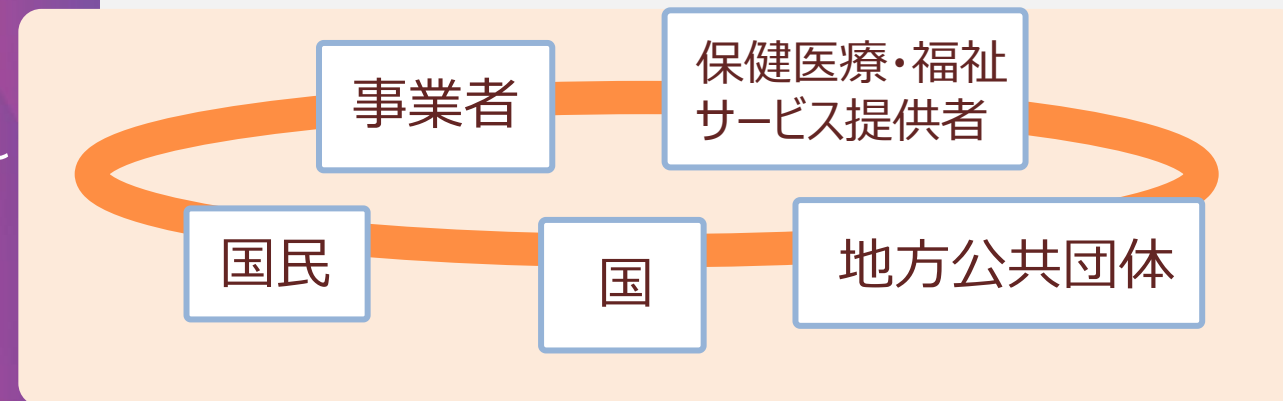 事業者
保健医療・福祉
サービス提供者
国民
国
地方公共団体